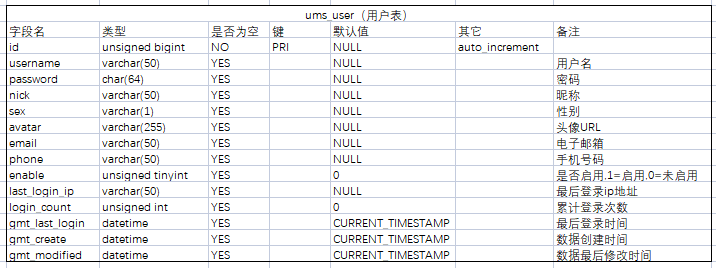 ums_user（用户表）
字段名 类型 是否为空 键 默认值 其它 备注
id unsigned bigint NO PRI NULL auto_increment
username varchar(50) YES NULL 用户名
password char(64) YES NULL 密码
nick varchar(50) YES NULL 昵称
sex varchar(1) YES NULL 性别
avatar varchar(255) YES NULL 头像URL
email varchar(50) YES NULL 电子邮箱
phone varchar(50) YES NULL 手机号码
enable unsigned tinyint YES 0 是否启用,1=启用,0=未启用
last_login_ip varchar(50) YES NULL 最后登录ip地址
login_count unsigned int YES 0 累计登录次数
gmt_last_login datetime YES CURRENT_TIMESTAMP 最后登录时间
gmt_create datetime YES CURRENT_TIMESTAMP 数据创建时间
gmt_modified datetime YES CURRENT_TIMESTAMP 数据最后修改时间